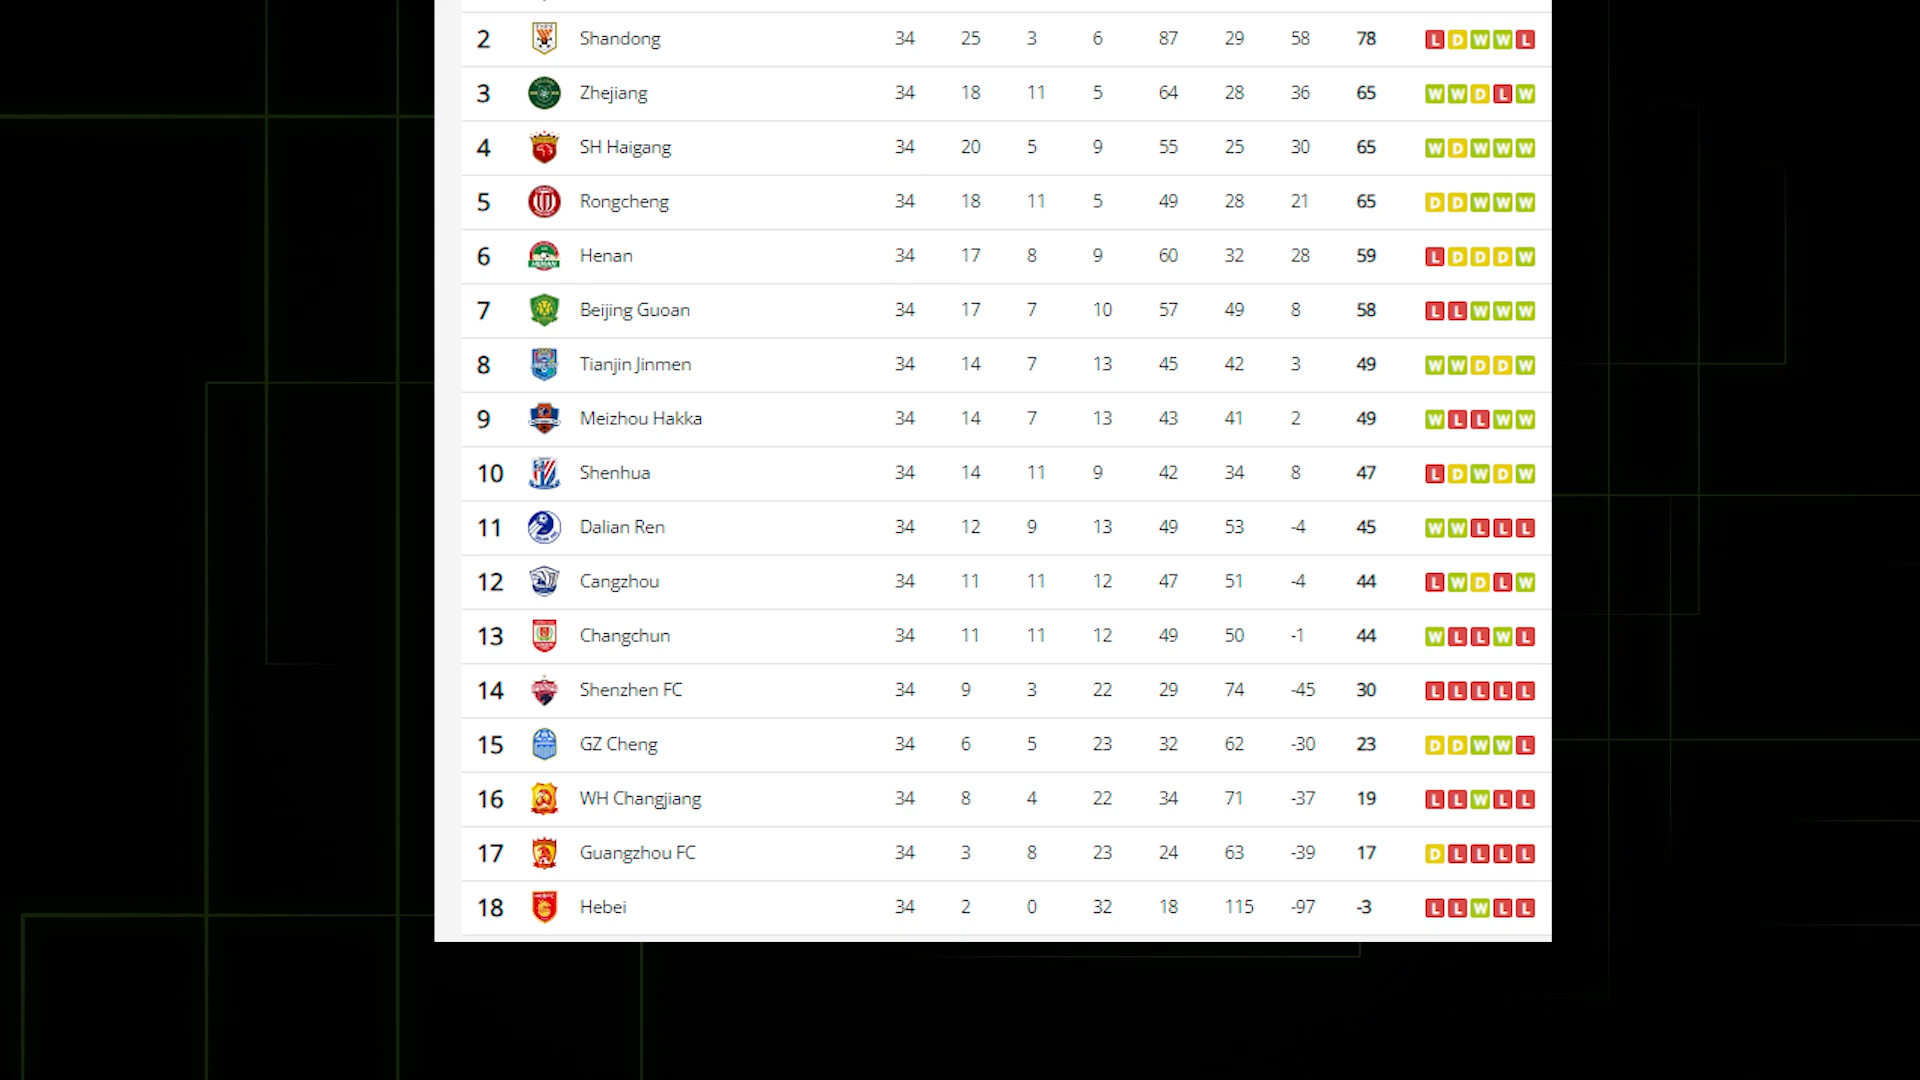 2 Shandong 34 25 3 6 87 29 58 78 L D W W L
3 Zhejiang 34 18 11 5 64 28 36 65 W W D L W
4 SH Haigang 34 20 5 9 55 25 30 65 W D W W W
5 Rongcheng 34 18 11 5 49 28 21 65 D D W W W
6 Henan 34 17 8 9 60 32 28 59 L D D D W
7 Beijing Guoan 34 17 7 10 57 49 8 58 L L W W W
8 Tianjin Jinmen 34 14 7 13 45 42 3 49 W W D D W
9 Meizhou Hakka 34 14 7 13 43 41 2 49 W L L W W
10 Shenhua 34 14 11 9 42 34 8 47 L D W D W
11 Dalian Ren 34 12 9 13 49 53 -4 45 W W L L L
12 Cangzhou 34 11 11 12 47 51 -4 44 L W D L W
13 Changchun 34 11 11 12 49 50 -1 44 W L L W L
14 Shenzhen FC 34 9 3 22 29 74 -45 30 L L L L L
15 GZ Cheng 34 6 5 23 32 62 -30 23 D D W W L
16 WH Changjiang 34 8 4 22 34 71 -37 19 L L W L L
17 Guangzhou FC 34 3 8 23 24 63 -39 17 D L L L L
18 Hebei 34 2 0 32 18 115 -97 -3 L L W L L